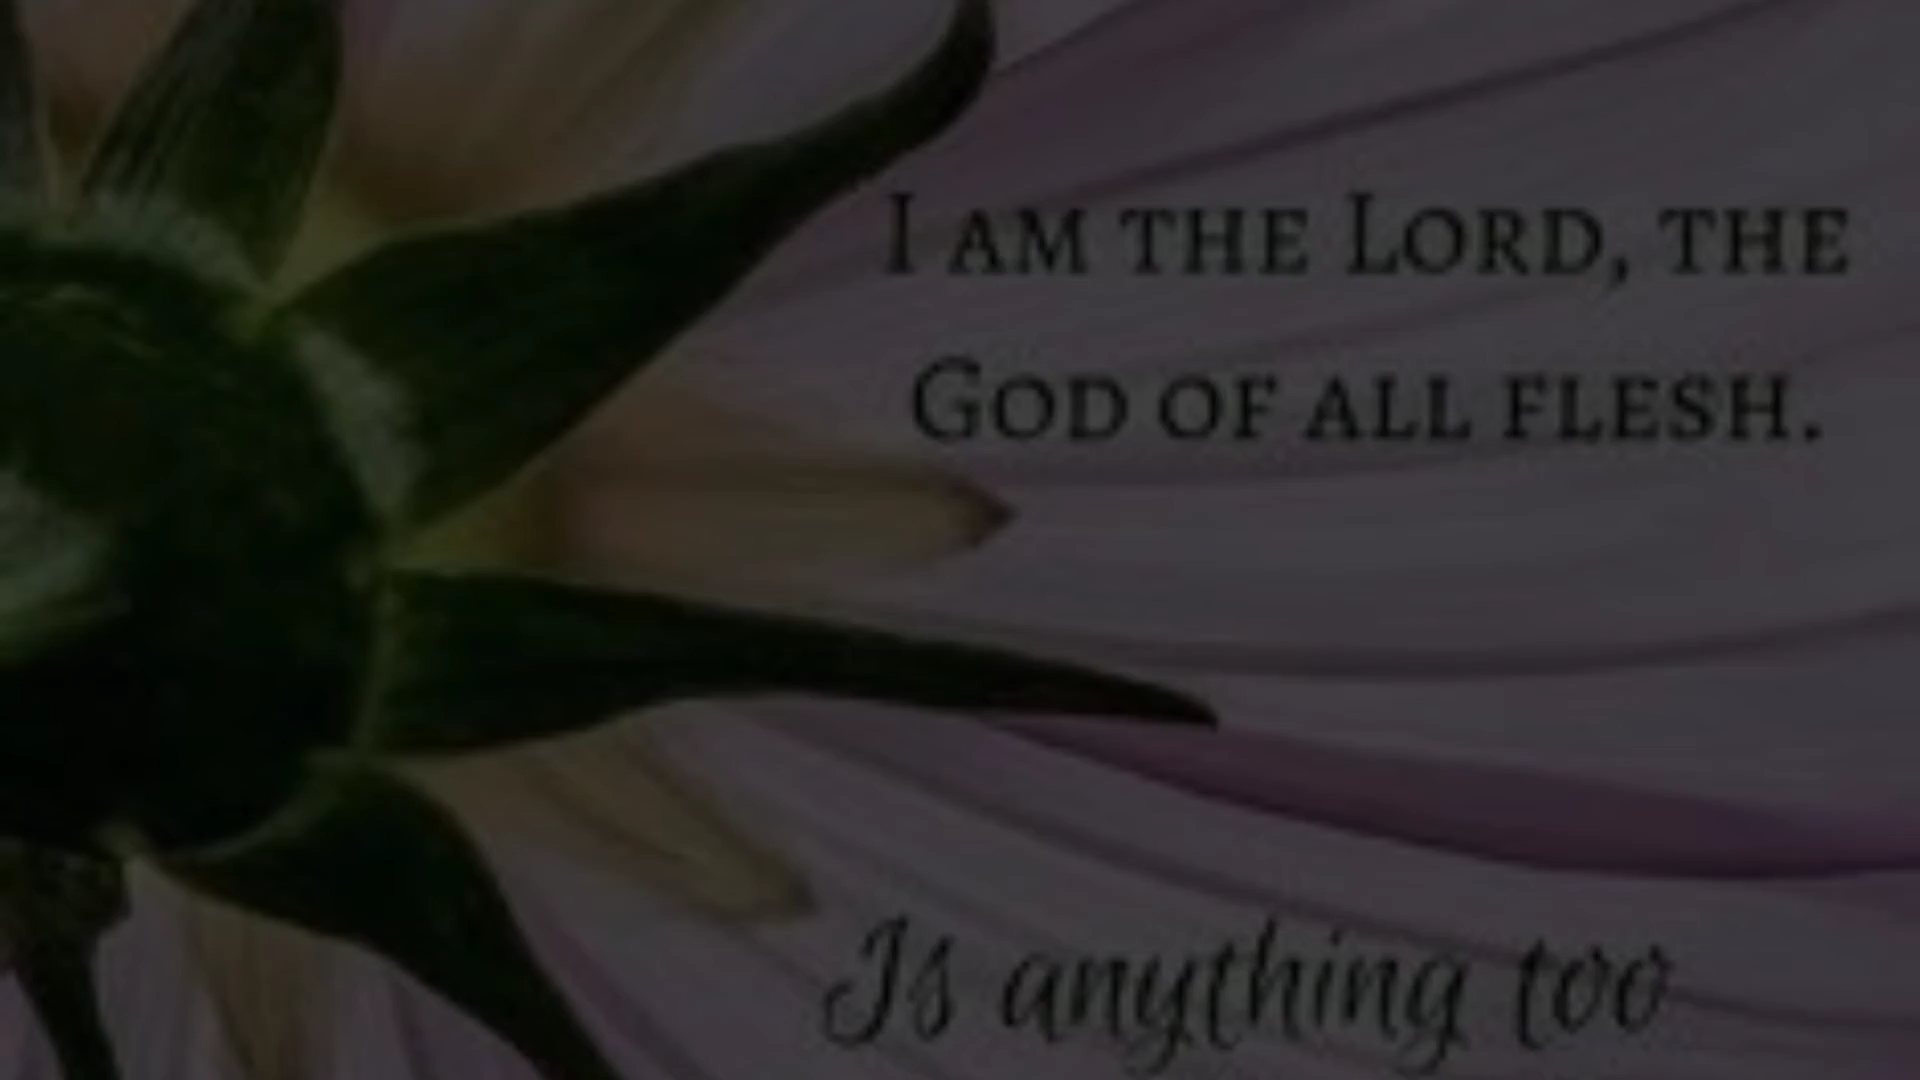 I am the Lord, the
God of all flesh.
Is anything too